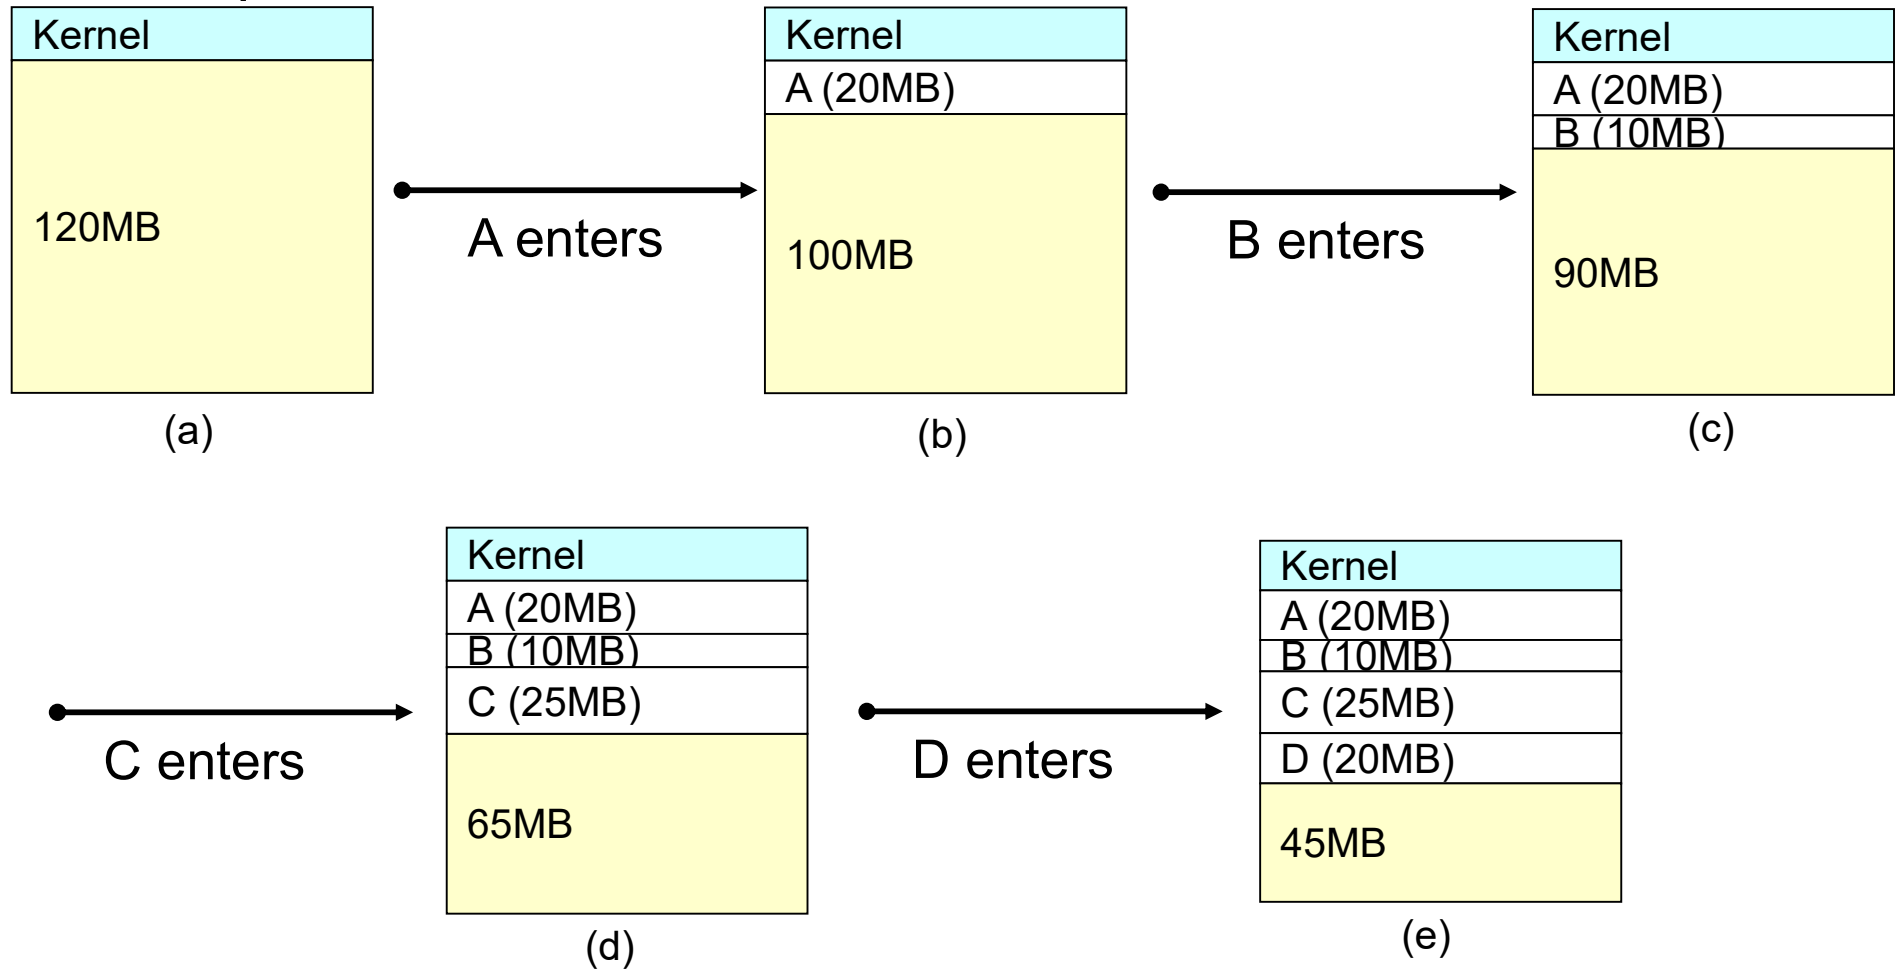 Kernel
120MB
(a)
A enters
Kernel
A (20MB)
100MB
(b)
B enters
Kernel
A (20MB)
B (10MB)
90MB
(c)
C enters
Kernel
A (20MB)
B (10MB)
C (25MB)
65MB
(d)
D enters
Kernel
A (20MB)
B (10MB)
C (25MB)
D (20MB)
45MB
(e)